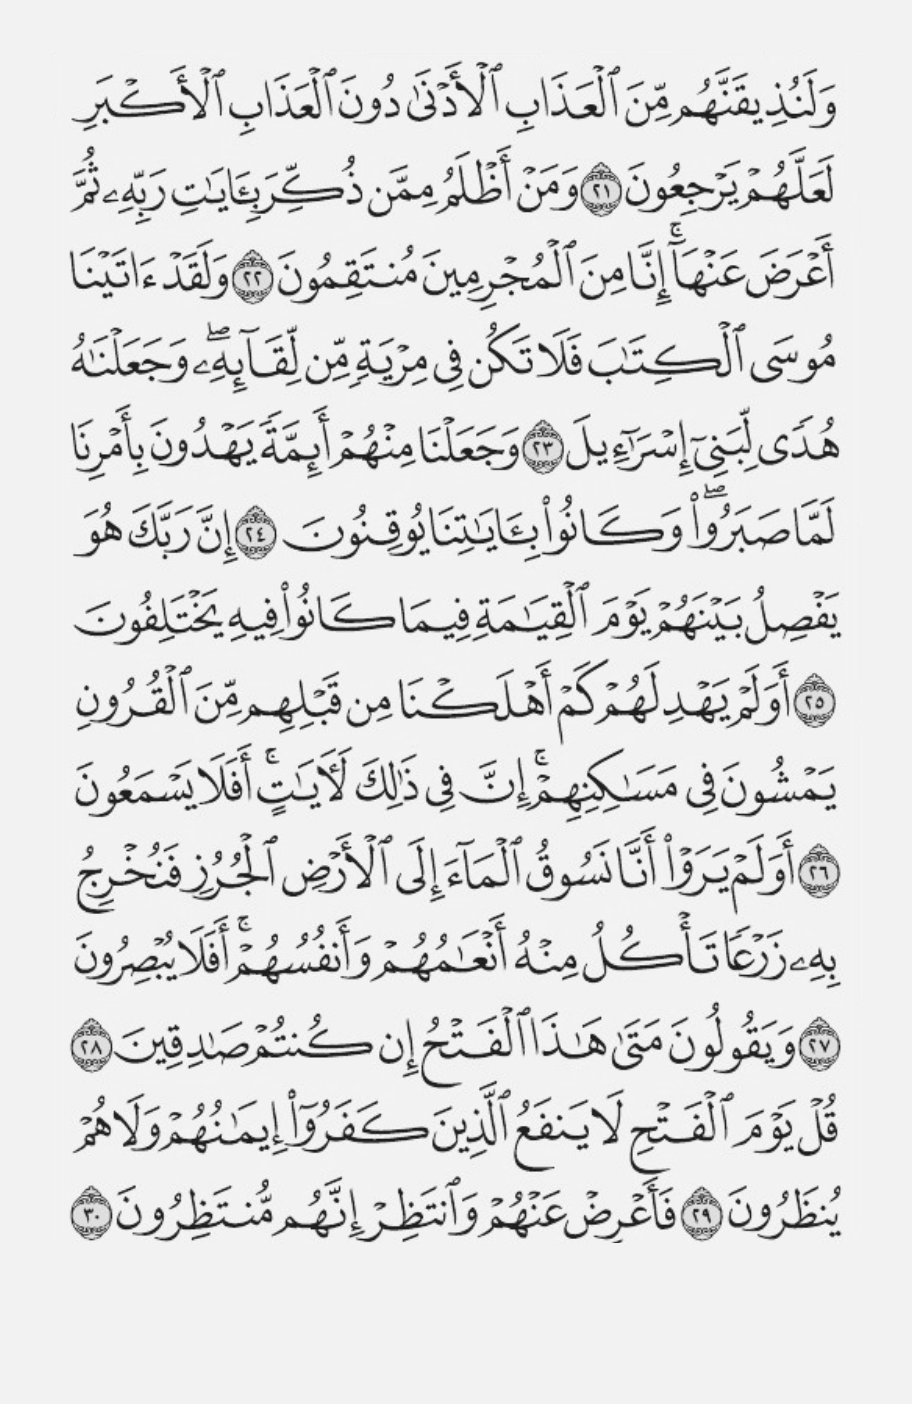 وَلَنُذِيقَنَّهُم مِّنَ ٱلْعَذَابِ ٱلْأَدْنَىٰ دُونَ ٱلْعَذَابِ ٱلْأَكْبَرِ
لَعَلَّهُمْ يَرْجِعُونَ ٢١ وَمَنْ أَظْلَمُ مِمَّن ذُكِّرَ بِـَٔايَـٰتِ رَبِّهِۦ ثُمَّ
أَعْرَضَ عَنْهَآ ۚ إِنَّا مِنَ ٱلْمُجْرِمِينَ مُنتَقِمُونَ ٢٢ وَلَقَدْ ءَاتَيْنَا
مُوسَى ٱلْكِتَـٰبَ فَلَا تَكُن فِى مِرْيَةٍ مِّن لِّقَآئِهِۦ ۖ وَجَعَلْنَـٰهُ
هُدًى لِّبَنِىٓ إِسْرَٰٓءِيلَ ٢٣ وَجَعَلْنَا مِنْهُمْ أَئِمَّةً يَهْدُونَ بِأَمْرِنَا
لَمَّا صَبَرُوا۟ ۖ وَكَانُوا۟ بِـَٔايَـٰتِنَا يُوقِنُونَ ٢٤ إِنَّ رَبَّكَ هُوَ
يَفْصِلُ بَيْنَهُمْ يَوْمَ ٱلْقِيَـٰمَةِ فِيمَا كَانُوا۟ فِيهِ يَخْتَلِفُونَ
٢٥ أَوَلَمْ يَهْدِ لَهُمْ كَمْ أَهْلَكْنَا مِن قَبْلِهِم مِّنَ ٱلْقُرُونِ
يَمْشُونَ فِى مَسَـٰكِنِهِمْ ۚ إِنَّ فِى ذَٰلِكَ لَـَٔايَـٰتٍ ۖ أَفَلَا يَسْمَعُونَ
٢٦ أَوَلَمْ يَرَوْا۟ أَنَّا نَسُوقُ ٱلْمَآءَ إِلَى ٱلْأَرْضِ ٱلْجُرُزِ فَنُخْرِجُ
بِهِۦ زَرْعًا تَأْكُلُ مِنْهُ أَنْعَـٰمُهُمْ وَأَنفُسُهُمْ ۚ أَفَلَا يُبْصِرُونَ
٢٧ وَيَقُولُونَ مَتَىٰ هَـٰذَا ٱلْفَتْحُ إِن كُنتُمْ صَـٰدِقِينَ ٢٨
قُلْ يَوْمَ ٱلْفَتْحِ لَا يَنفَعُ ٱلَّذِينَ كَفَرُوٓا۟ إِيمَـٰنُهُمْ وَلَا هُمْ
يُنظَرُونَ ٢٩ فَأَعْرِضْ عَنْهُمْ وَٱنتَظِرْ إِنَّهُم مُّنتَظِرُونَ ٣٠